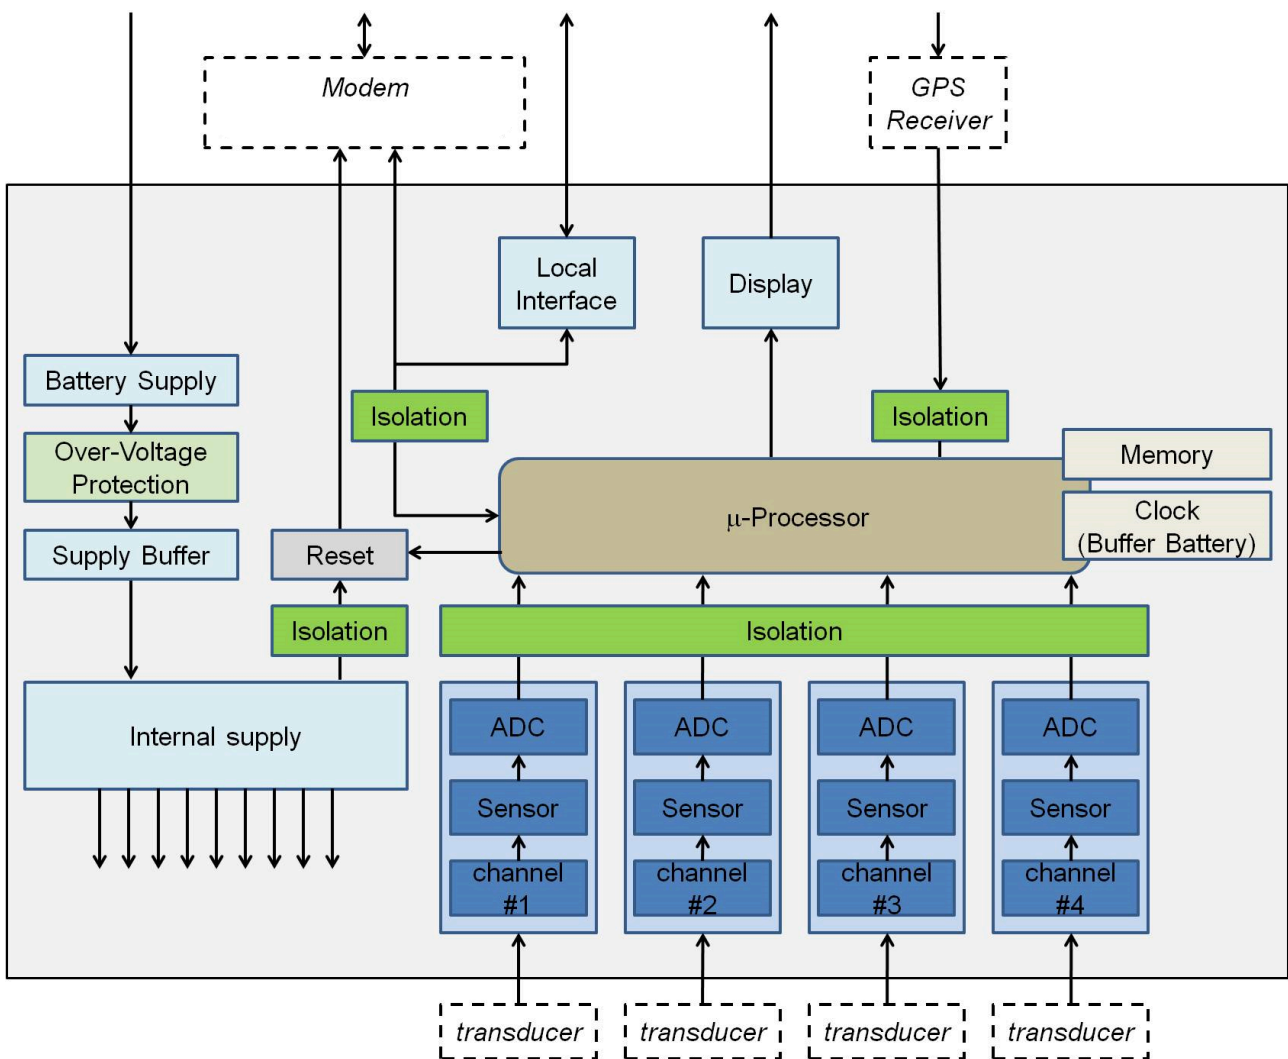 Modem
GPS
Receiver
Local
Interface
Display
Battery Supply
Isolation
Isolation
Over-Voltage
Protection
Memory
μ-Processor
Clock
(Buffer Battery)
Supply Buffer
Reset
Isolation
Isolation
Internal supply
ADC
ADC
ADC
ADC
Sensor
Sensor
Sensor
Sensor
channel
#1
channel
#2
channel
#3
channel
#4
transducer
transducer
transducer
transducer